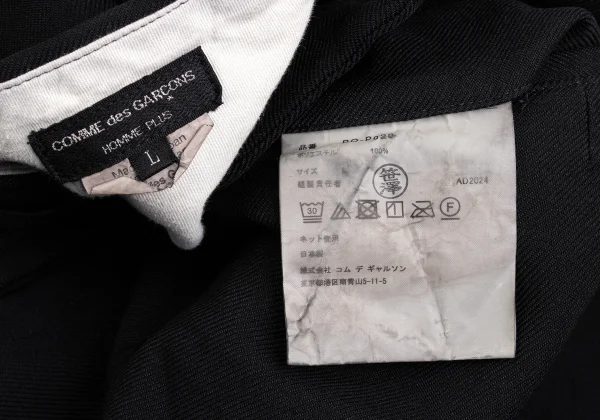 COMME des GARÇONS
HOMME PLUS
L
品番
ポリエステル 100%
サイズ L
縫製責任者 笹澤 AD2024
30 F
ネット使用
日本製
株式会社 コム デ ギャルソン
東京都港区南青山5-11-5